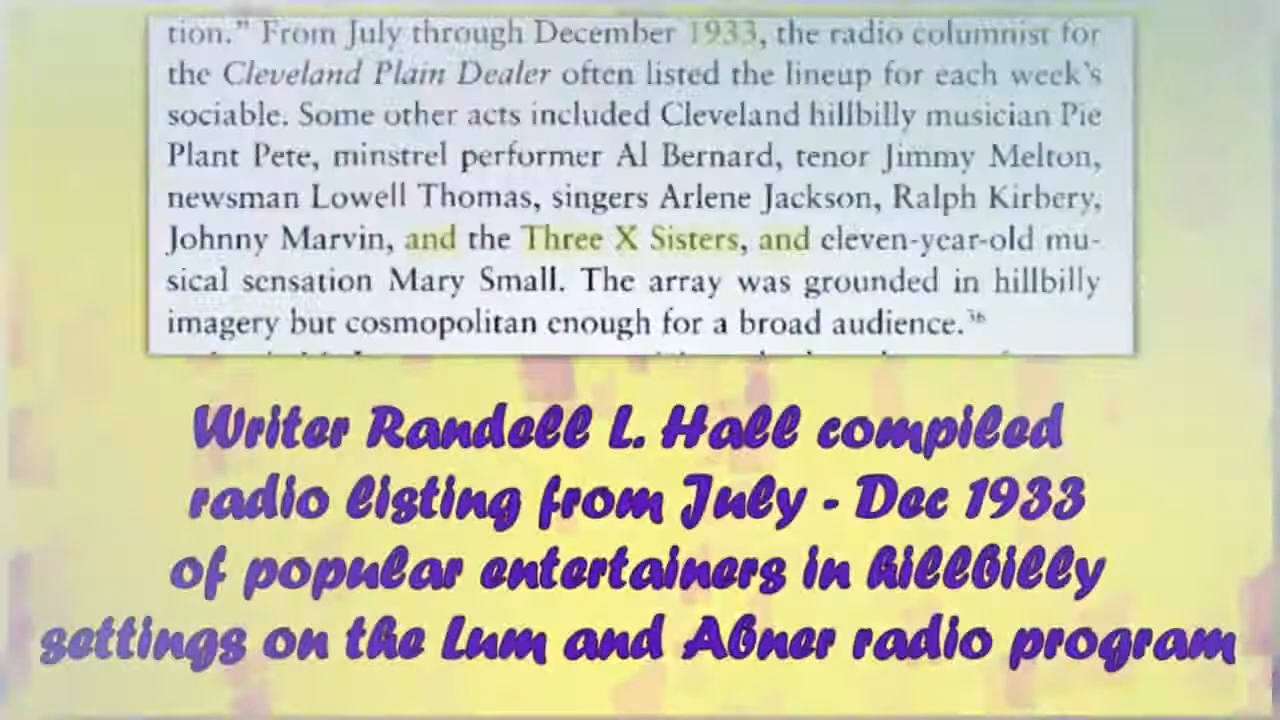 tion." From July through December 1933, the radio columnist for
the Cleveland Plain Dealer often listed the lineup for each week's
sociable. Some other acts included Cleveland hillbilly musician Pie
Plant Pete, minstrel performer Al Bernard, tenor Jimmy Melton,
newsman Lowell Thomas, singers Arlene Jackson, Ralph Kirbery,
Johnny Marvin, and the Three X Sisters, and eleven-year-old mu-
sical sensation Mary Small. The array was grounded in hillbilly
imagery but cosmopolitan enough for a broad audience.36
Writer Randell L. Hall compiled
radio listing from July - Dec 1933
of popular entertainers in hillbilly
settings on the Lum and Abner radio program